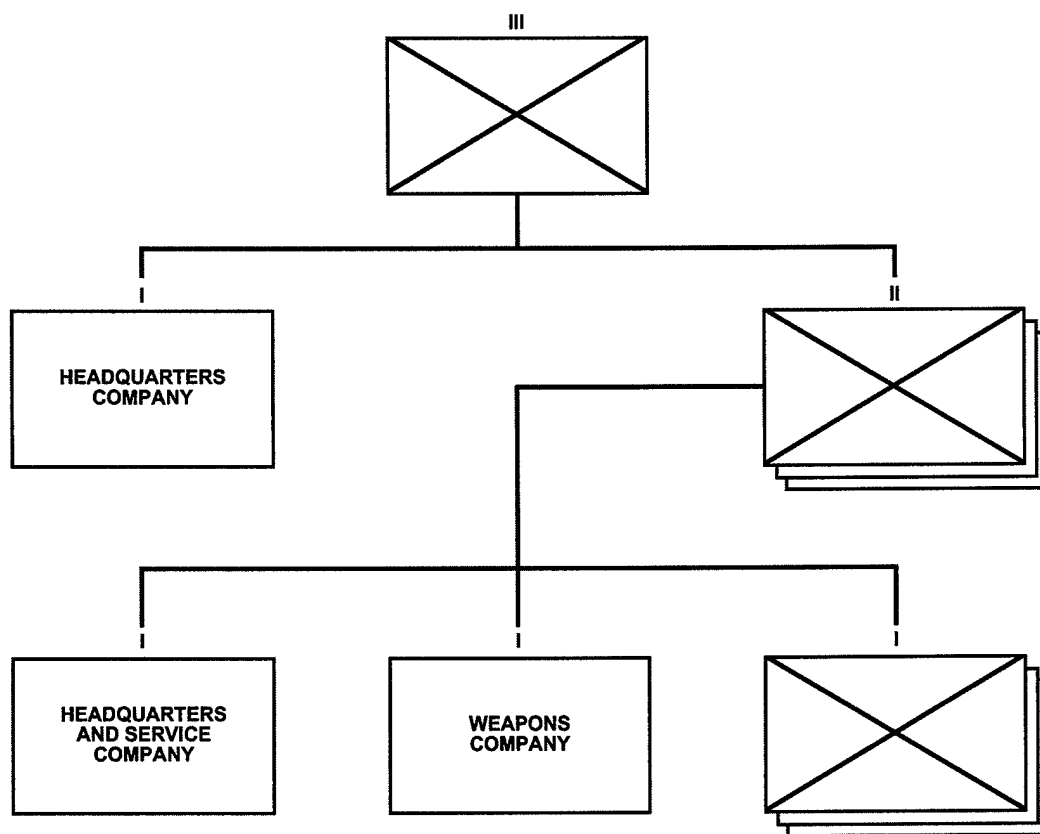 III
I
II
HEADQUARTERS
COMPANY
I
I
I
HEADQUARTERS
AND SERVICE
COMPANY
WEAPONS
COMPANY